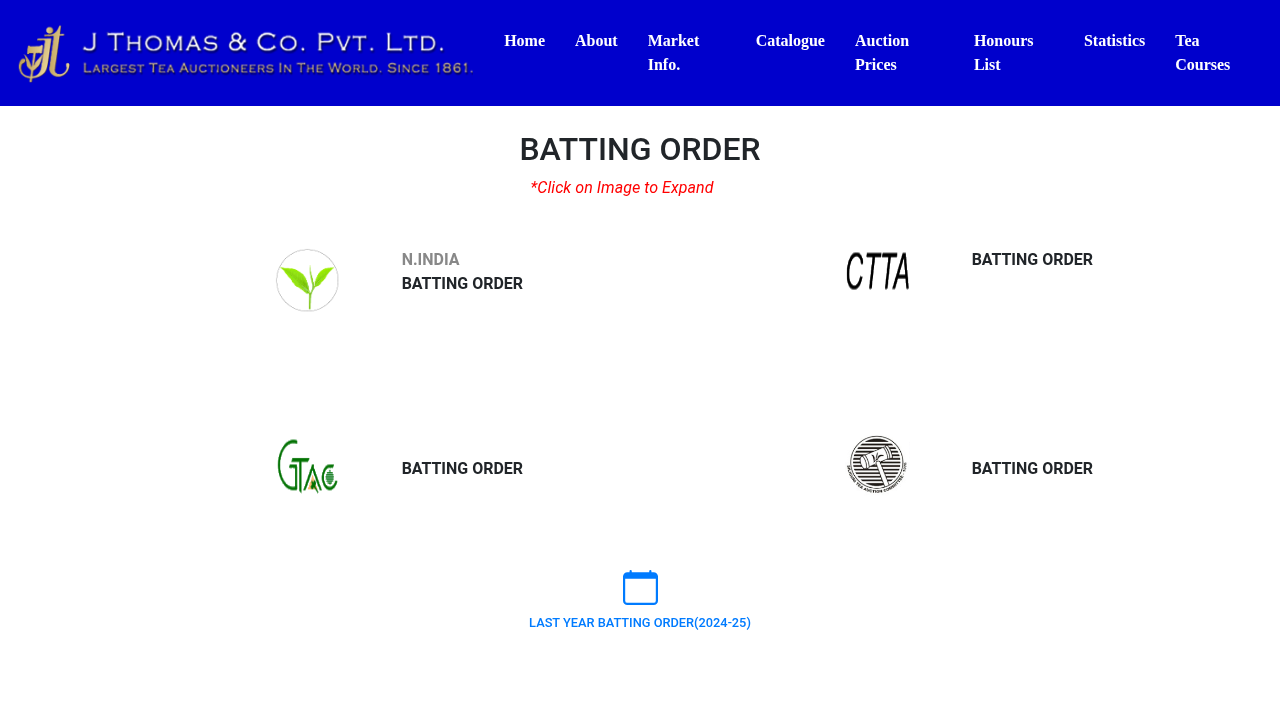 J THOMAS & CO. PVT. LTD.
LARGEST TEA AUCTIONEERS IN THE WORLD. SINCE 1861.
Home
About
Market
Info.
Catalogue
Auction
Prices
Honours
List
Statistics
Tea
Courses
BATTING ORDER
*Click on Image to Expand
N.INDIA
BATTING ORDER
CTTA
BATTING ORDER
GTAC
BATTING ORDER
BATTING ORDER
LAST YEAR BATTING ORDER(2024-25)